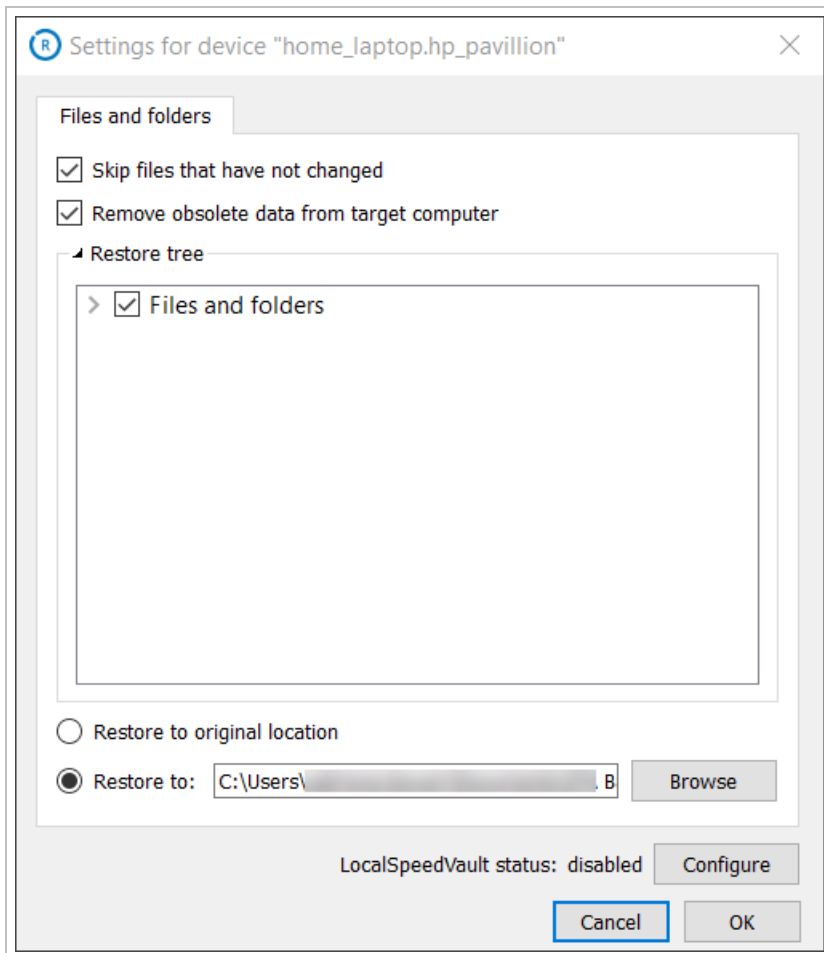 R Settings for device "home_laptop.hp_pavillion"
Files and folders
Skip files that have not changed
Remove obsolete data from target computer
Restore tree
Files and folders
Restore to original location
Restore to: C:\Users\ . B Browse
LocalSpeedVault status: disabled Configure
Cancel OK